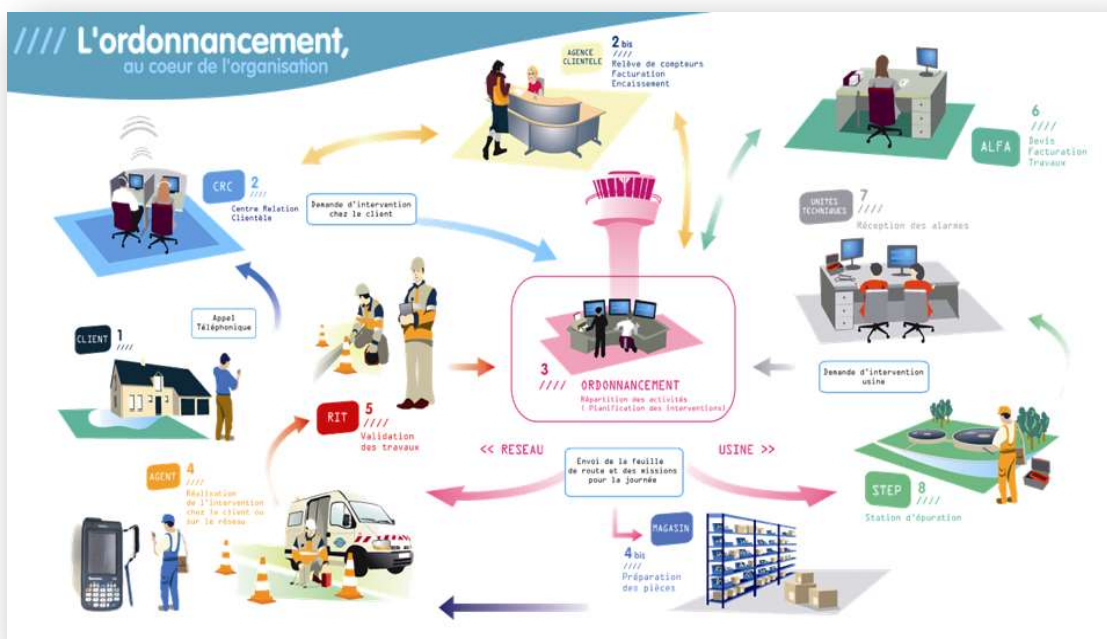 //// L'ordonnancement,
au coeur de l'organisation
AGENCE
CLIENTELE
2 bis
////
Relève de compteurs
Facturation
Encaissement
6
////
ALFA
Devis
Facturation
Travaux
CRC
2
////
Centre Relation
Clientèle
Demande d'intervention
chez le client
UNITES
TECHNIQUES
7
////
Réception des alarmes
Appel
Téléphonique
CLIENT
1
////
3
//// ORDONNANCEMENT
Répartition des activités
( Planification des interventions)
Demande d'intervention
usine
RIT
5
////
Validation
des travaux
<< RESEAU
USINE >>
Envoi de la feuille
de route et des missions
pour la journée
AGENT
4
////
Réalisation
de l'intervention
chez le client ou
sur le réseau
STEP
8
////
Station d'épuration
MAGASIN
4 bis
////
Préparation
des pièces